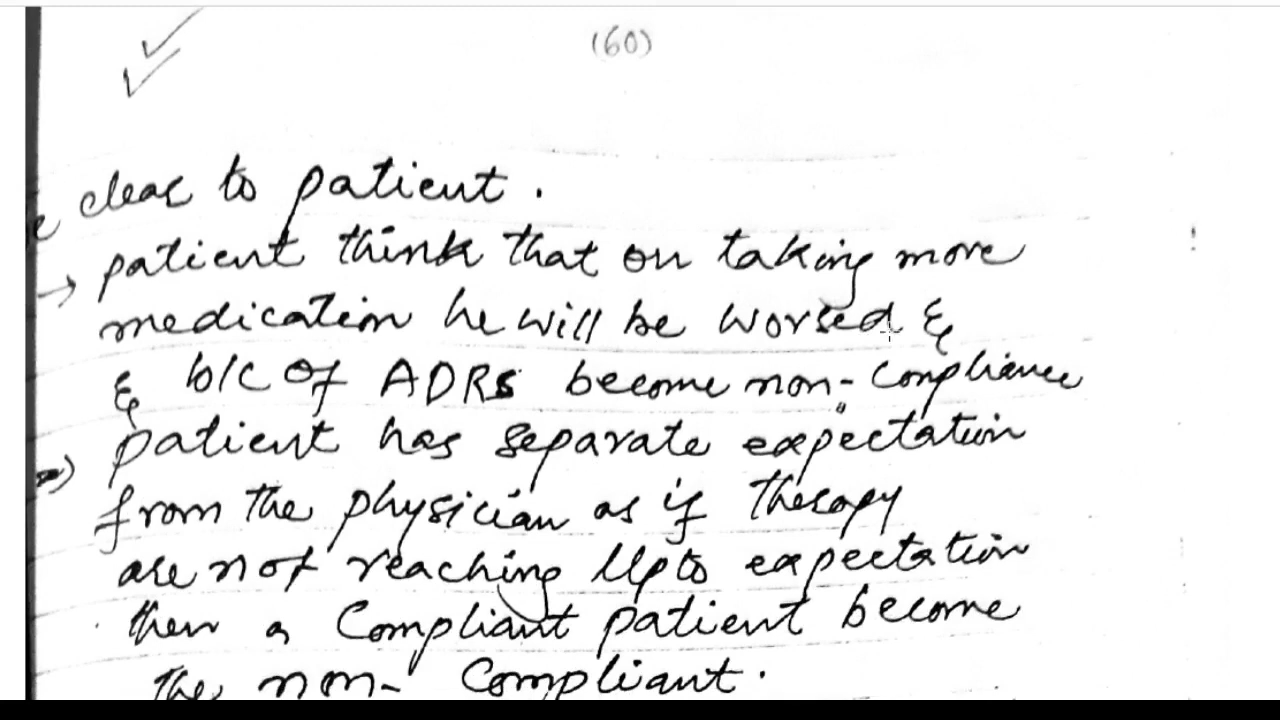 (60)
clear to patient.
→ patient think that on taking more
medication he will be worsed &
& b/c of ADRs become non-compliance
patient has separate expectation
from the physician as if therapy
are not reaching upto expectation
then a Compliant patient become
the non- Compliant.